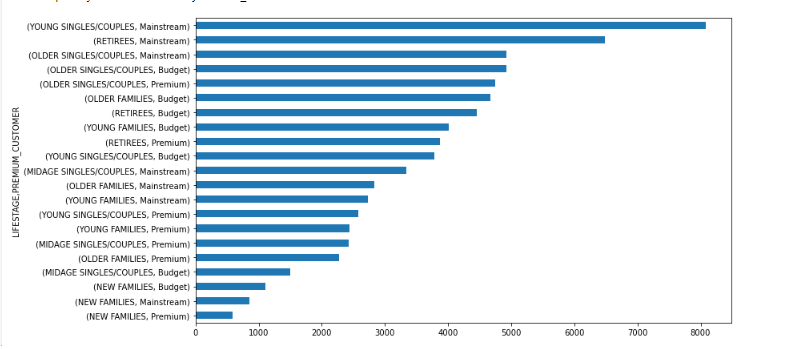 (YOUNG SINGLES/COUPLES, Mainstream)
(RETIREES, Mainstream)
(OLDER SINGLES/COUPLES, Mainstream)
(OLDER SINGLES/COUPLES, Budget)
(OLDER SINGLES/COUPLES, Premium)
(OLDER FAMILIES, Budget)
(RETIREES, Budget)
(YOUNG FAMILIES, Budget)
(RETIREES, Premium)
(YOUNG SINGLES/COUPLES, Budget)
(MIDAGE SINGLES/COUPLES, Mainstream)
(OLDER FAMILIES, Mainstream)
(YOUNG FAMILIES, Mainstream)
(YOUNG SINGLES/COUPLES, Premium)
(YOUNG FAMILIES, Premium)
(MIDAGE SINGLES/COUPLES, Premium)
(OLDER FAMILIES, Premium)
(MIDAGE SINGLES/COUPLES, Budget)
(NEW FAMILIES, Budget)
(NEW FAMILIES, Mainstream)
(NEW FAMILIES, Premium)
LIFESTAGE,PREMIUM_CUSTOMER
0 1000 2000 3000 4000 5000 6000 7000 8000